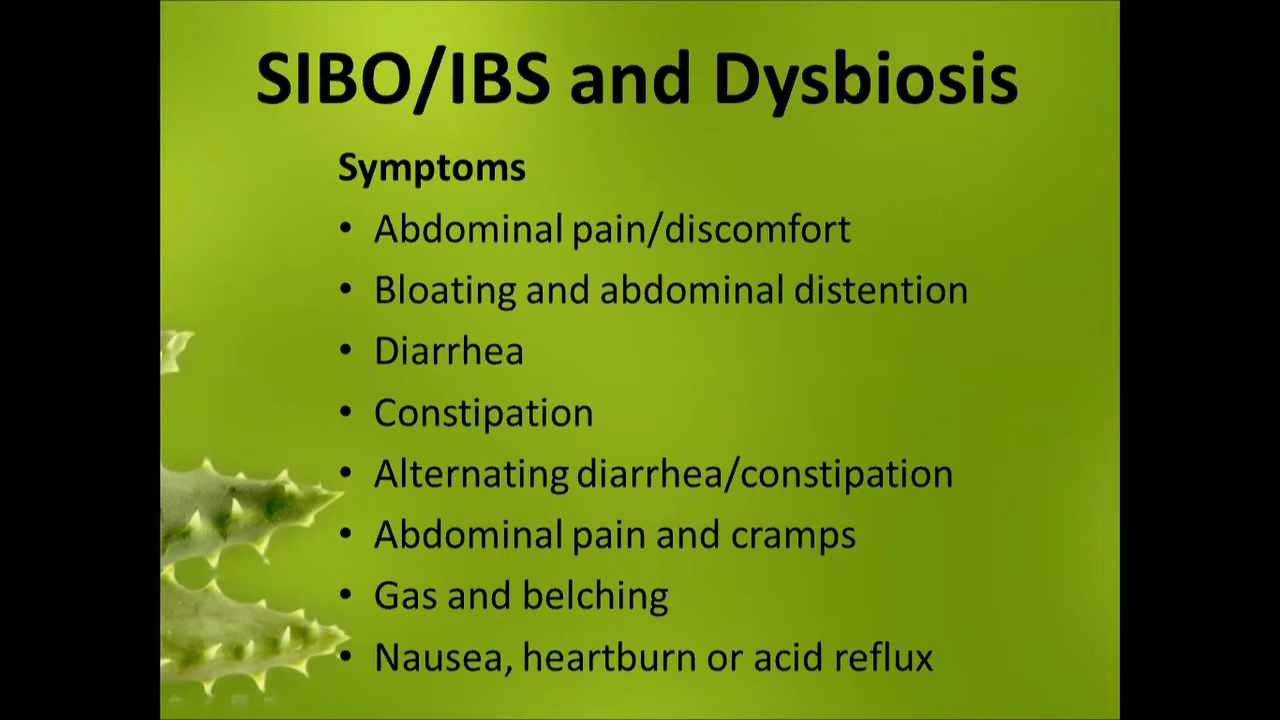 SIBO/IBS and Dysbiosis
Symptoms
• Abdominal pain/discomfort
• Bloating and abdominal distention
• Diarrhea
• Constipation
• Alternating diarrhea/constipation
• Abdominal pain and cramps
• Gas and belching
• Nausea, heartburn or acid reflux